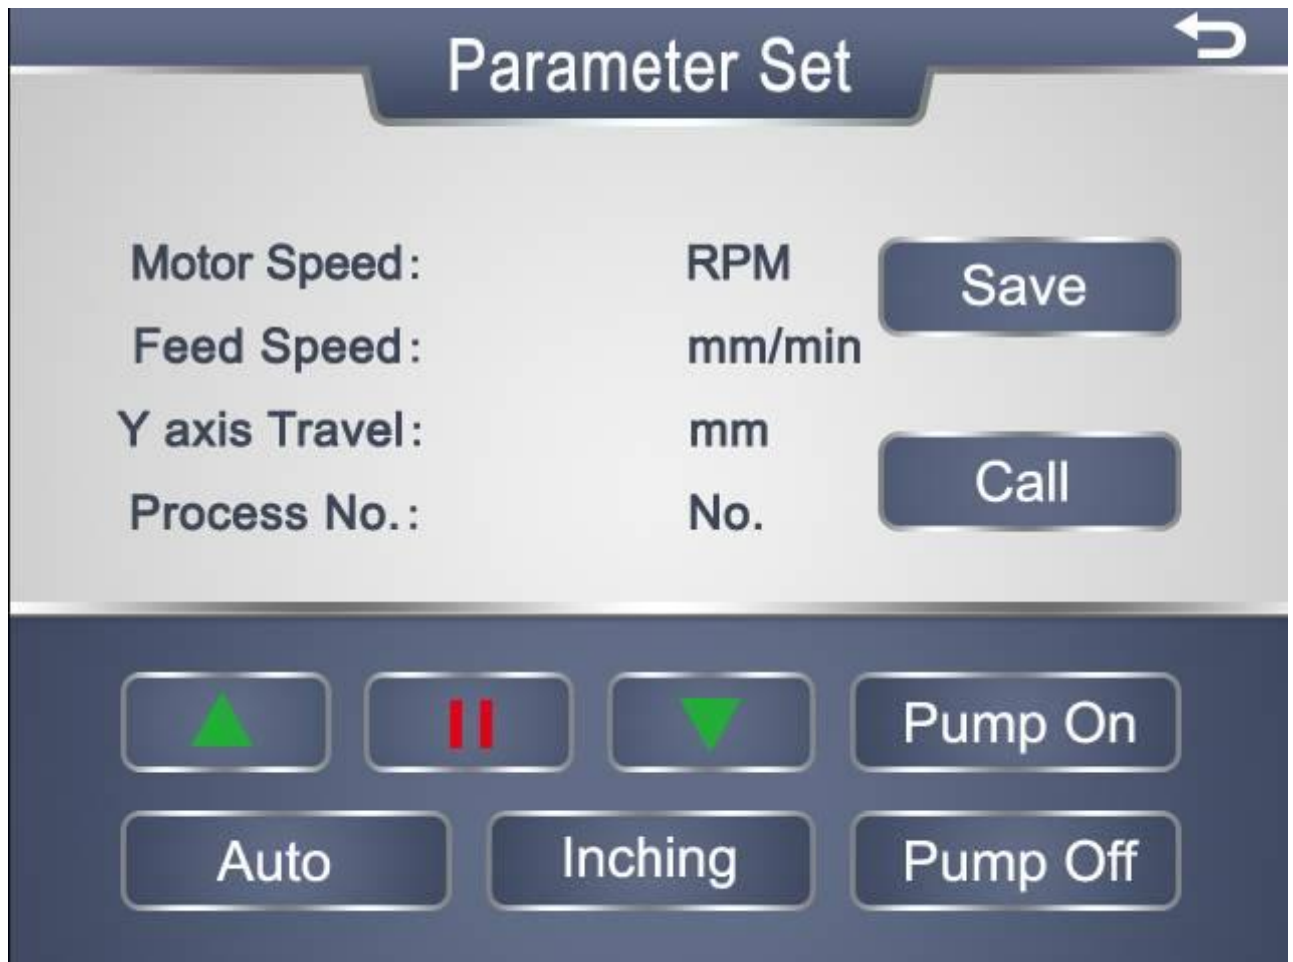 Parameter Set
Motor Speed: RPM
Save
Feed Speed: mm/min
Y axis Travel: mm
Call
Process No.: No.
Pump On
Auto
Inching
Pump Off